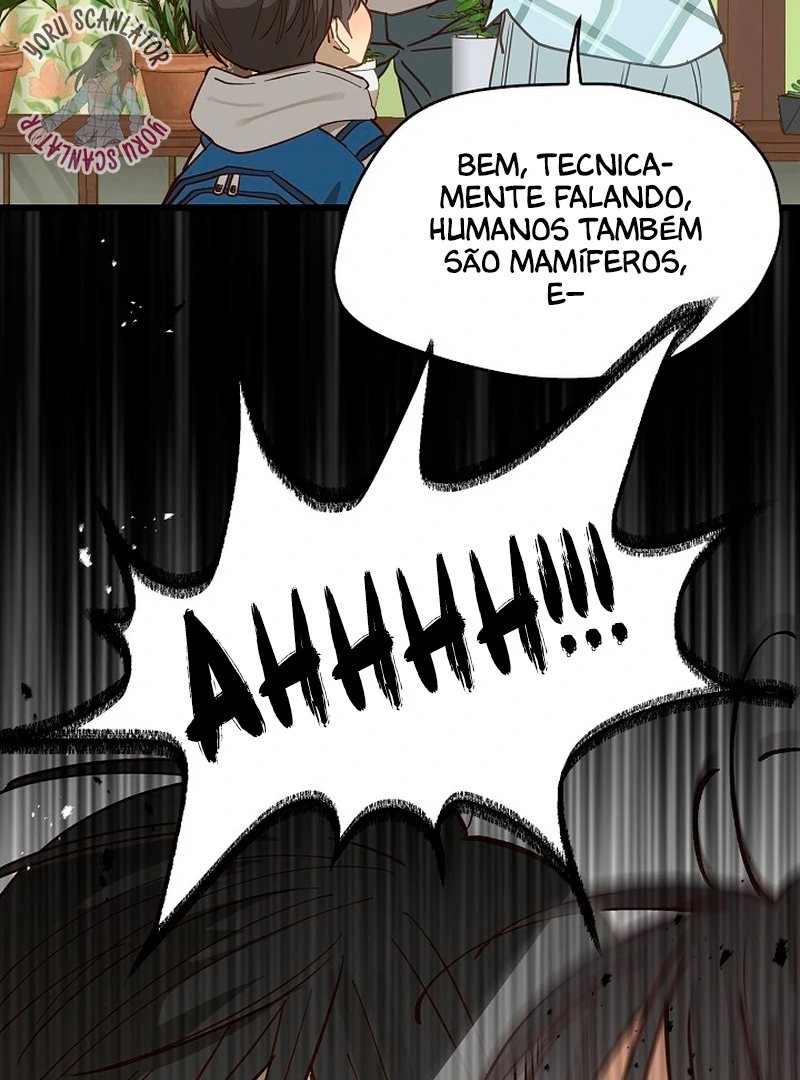 YORU SCANLATOR
YORU SCANLATOR
BEM, TECNICA-
MENTE FALANDO,
HUMANOS TAMBÉM
SÃO MAMÍFEROS,
E-
AHHHH!!!